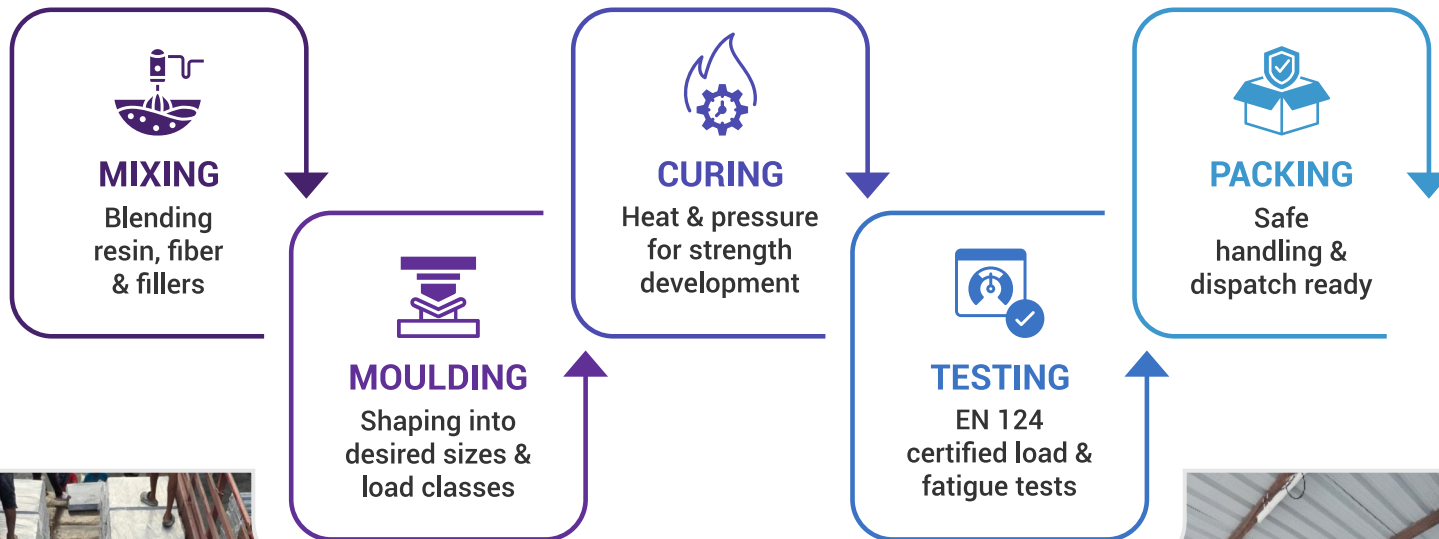 MIXING
Blending
resin, fiber
& fillers
MOULDING
Shaping into
desired sizes &
load classes
CURING
Heat & pressure
for strength
development
TESTING
EN 124
certified load &
fatigue tests
PACKING
Safe
handling &
dispatch ready